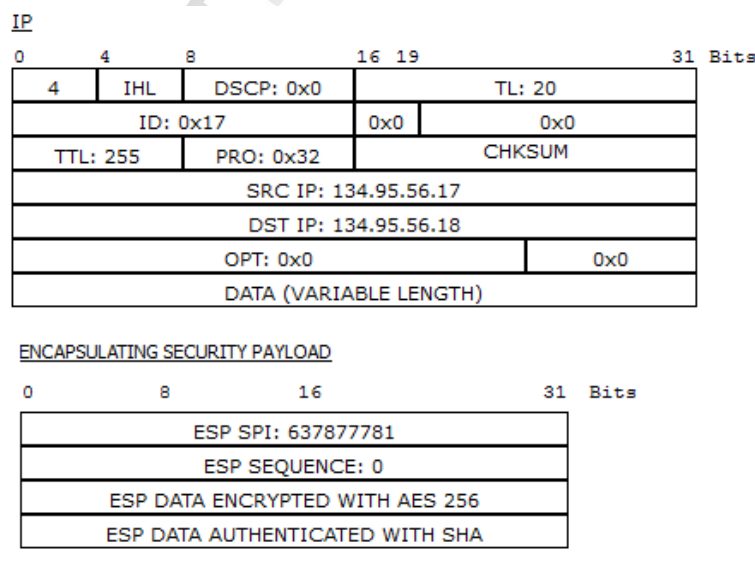 IP
0 4 8 16 19 31 Bits
4 IHL DSCP: 0x0 TL: 20
ID: 0x17 0x0 0x0
TTL: 255 PRO: 0x32 CHKSUM
SRC IP: 134.95.56.17
DST IP: 134.95.56.18
OPT: 0x0 0x0
DATA (VARIABLE LENGTH)
ENCAPSULATING SECURITY PAYLOAD
0 8 16 31 Bits
ESP SPI: 637877781
ESP SEQUENCE: 0
ESP DATA ENCRYPTED WITH AES 256
ESP DATA AUTHENTICATED WITH SHA